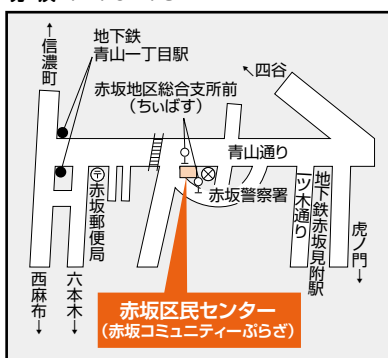 ↑信濃町
地下鉄
青山一丁目駅
↖四谷
赤坂地区総合支所前
(ちぃばす)
青山通り
〒赤坂郵便局
赤坂警察署
一ツ木通り
地下鉄赤坂見附駅
虎ノ門→
西麻布→
六本木→
赤坂区民センター
(赤坂コミュニティーぷらざ)